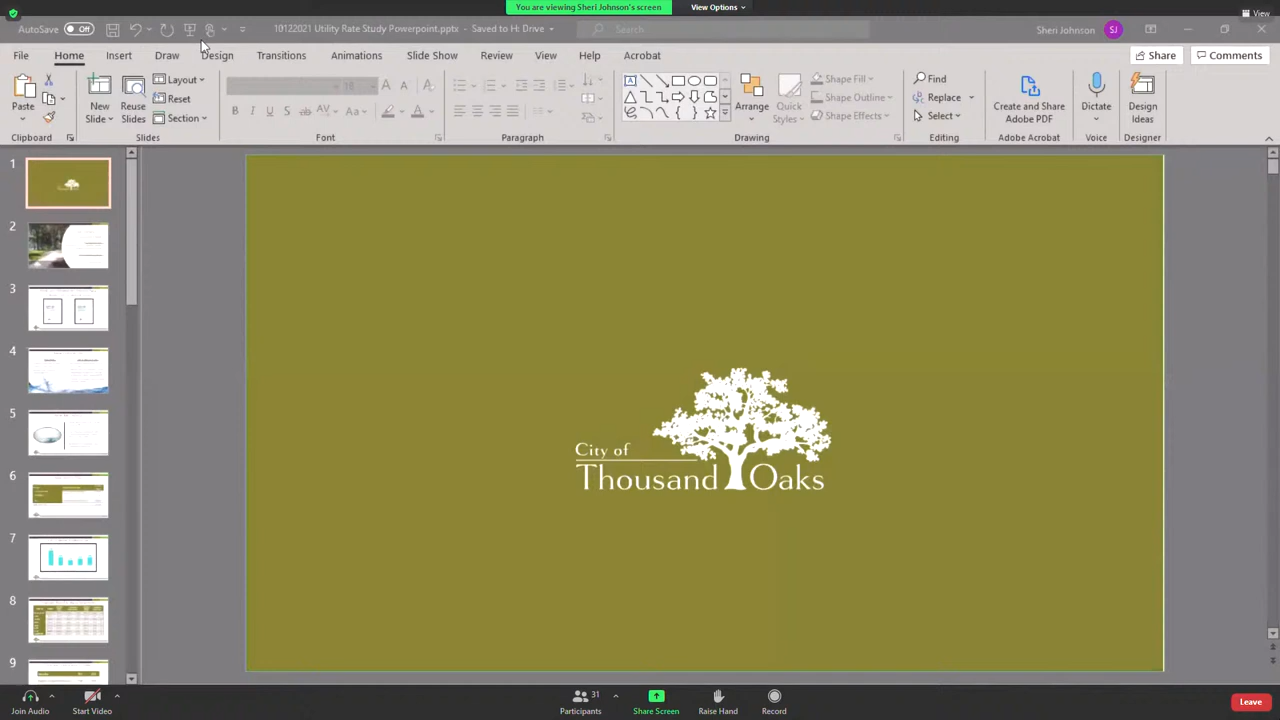 You are viewing Sheri Johnson's screen
View Options
View
AutoSave Off
10122021 Utility Rate Study Powerpoint.pptx - Saved to H: Drive
Search
Sheri Johnson SJ
File Home Insert Draw Design Transitions Animations Slide Show Review View Help Acrobat
Share Comments
Paste
New Slides
Reuse Slides
Layout
Reset
Section
Shape Fill
Shape Outline
Shape Effects
Arrange
Quick Styles
Find
Replace
Select
Create and Share Adobe PDF
Dictate
Design Ideas
Clipboard Slides Font Paragraph Drawing Editing Adobe Acrobat Voice Designer
1
2
3
4
5
6
7
8
9
City of
Thousand Oaks
Join Audio
Start Video
31
Participants
Share Screen
Raise Hand
Record
Leave